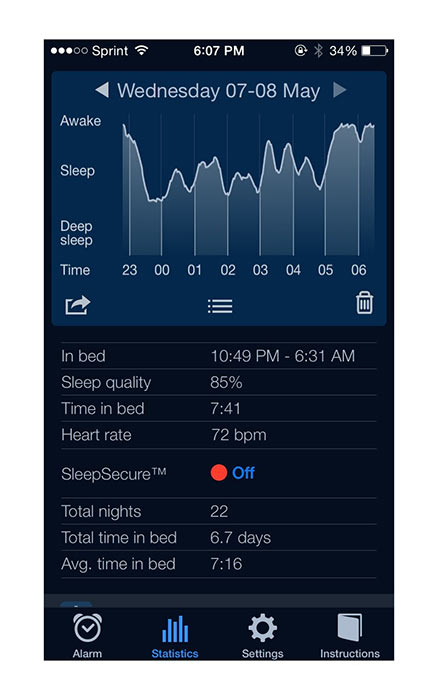 Sprint 6:07 PM 34%
Wednesday 07-08 May
Awake
Sleep
Deep
sleep
Time 23 00 01 02 03 04 05 06
In bed 10:49 PM - 6:31 AM
Sleep quality 85%
Time in bed 7:41
Heart rate 72 bpm
SleepSecure™ Off
Total nights 22
Total time in bed 6.7 days
Avg. time in bed 7:16
Alarm Statistics Settings Instructions